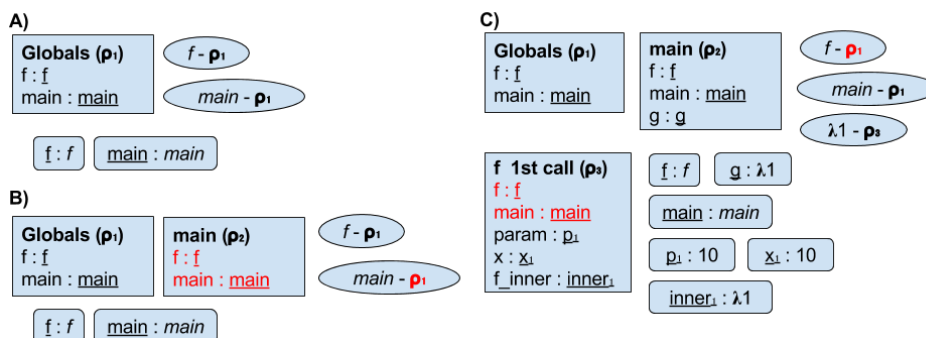 A)
Globals (ρ₁)
f : f
main : main
f - ρ₁
main - ρ₁
f : f
main : main
B)
Globals (ρ₁)
f : f
main : main
main (ρ₂)
f : f
main : main
f - ρ₁
main - ρ₁
f : f
main : main
C)
Globals (ρ₁)
f : f
main : main
main (ρ₂)
f : f
main : main
g : g
f - ρ₁
main - ρ₁
λ1 - ρ₃
f 1st call (ρ₃)
f : f
main : main
param : p₁
x : x₁
f_inner : inner₁
f : f
g : λ1
main : main
p₁ : 10
x₁ : 10
inner₁ : λ1